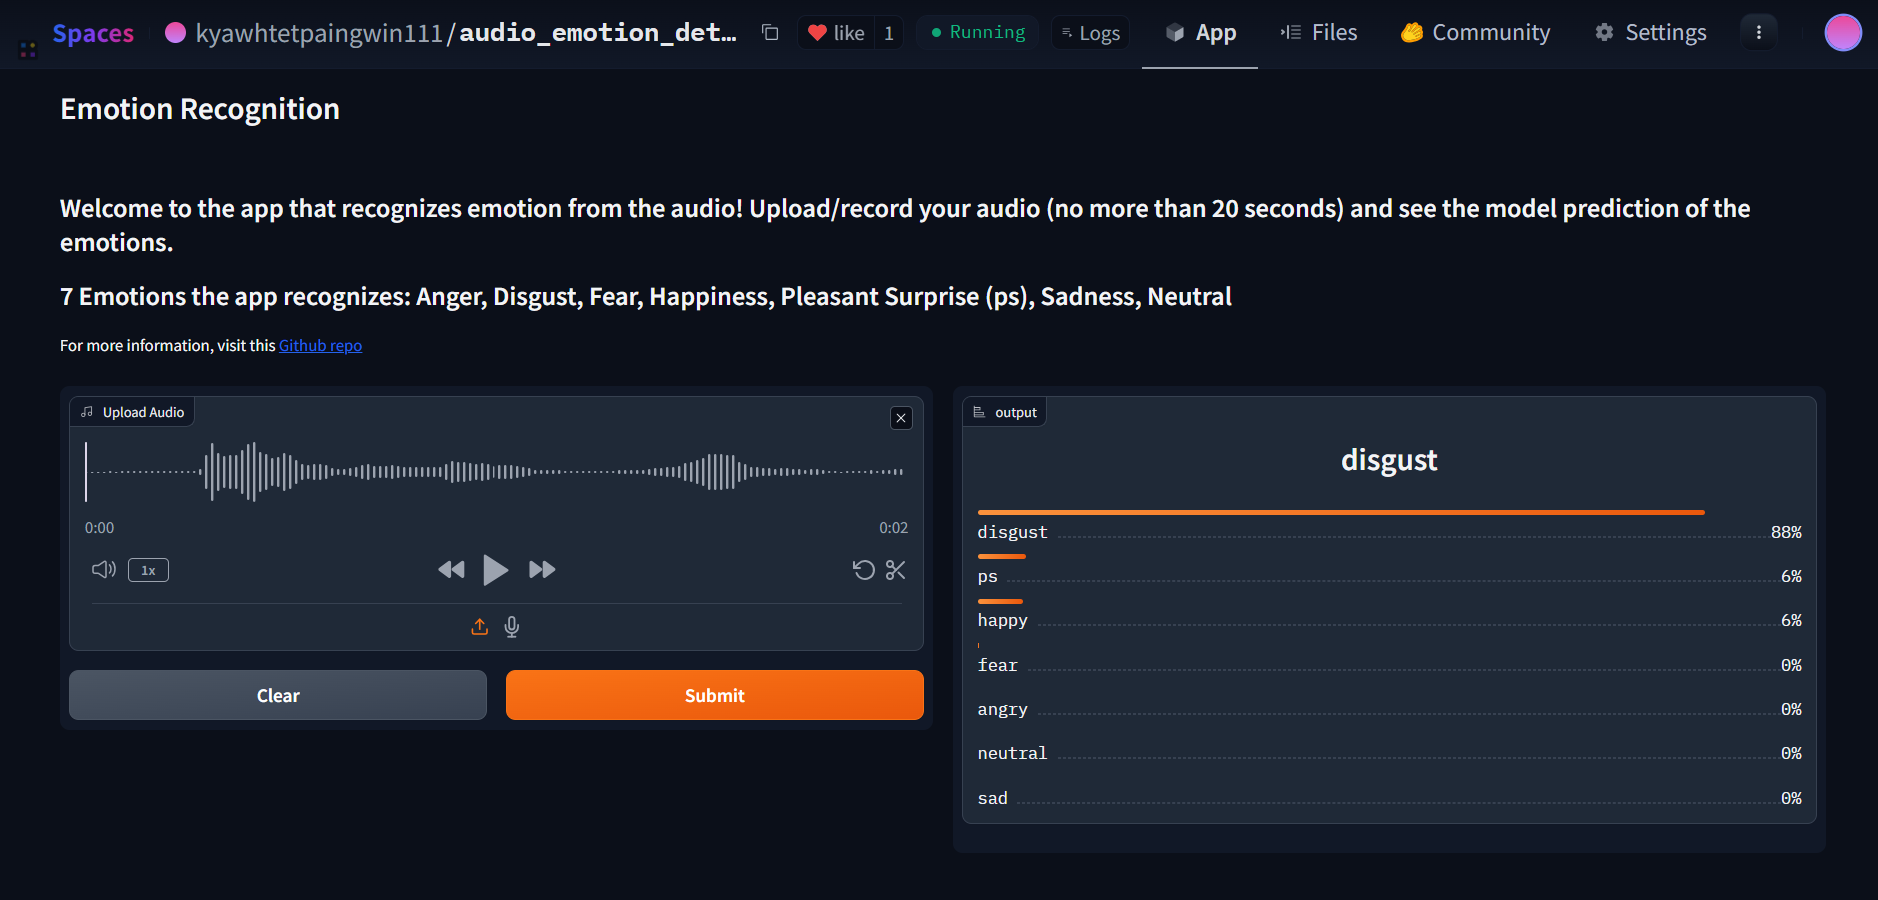 Spaces kyawhtetpaingwin111/audio_emotion_det… like 1 Running Logs App Files Community Settings
Emotion Recognition
Welcome to the app that recognizes emotion from the audio! Upload/record your audio (no more than 20 seconds) and see the model prediction of the
emotions.
7 Emotions the app recognizes: Anger, Disgust, Fear, Happiness, Pleasant Surprise (ps), Sadness, Neutral
For more information, visit this Github repo
Upload Audio
0:00 0:02
1x
Clear Submit
output
disgust
disgust 88%
ps 6%
happy 6%
fear 0%
angry 0%
neutral 0%
sad 0%